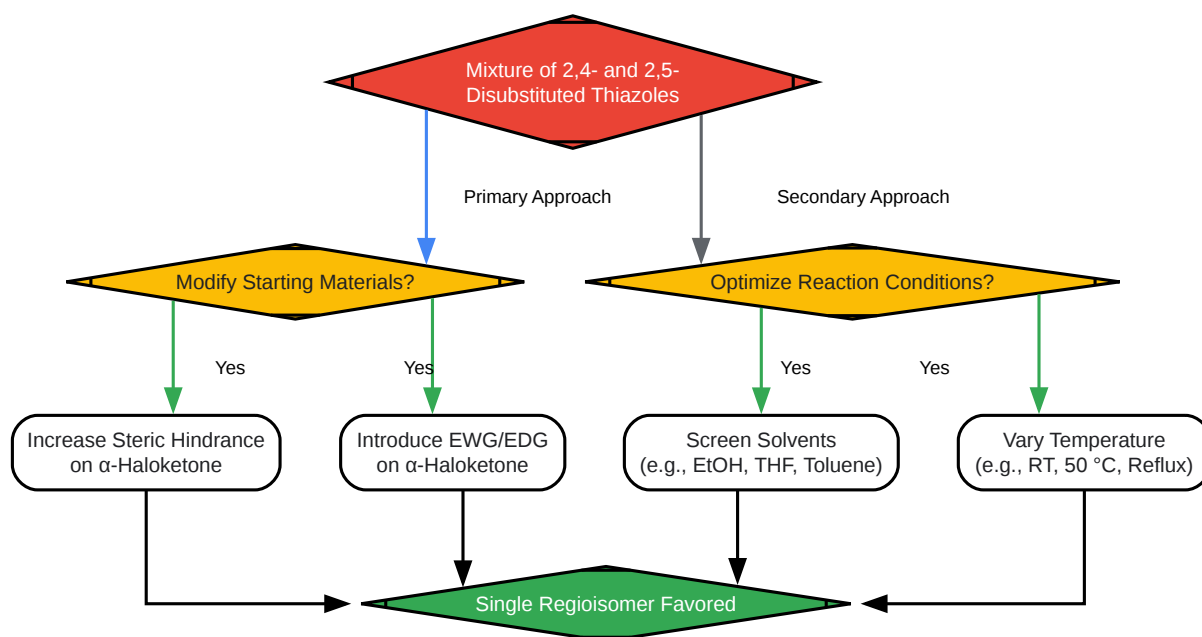 Mixture of 2,4- and 2,5-
Disubstituted Thiazoles
Primary Approach
Secondary Approach
Modify Starting Materials?
Optimize Reaction Conditions?
Yes
Yes
Yes
Yes
Increase Steric Hindrance
on α-Haloketone
Introduce EWG/EDG
on α-Haloketone
Screen Solvents
(e.g., EtOH, THF, Toluene)
Vary Temperature
(e.g., RT, 50 °C, Reflux)
Single Regioisomer Favored